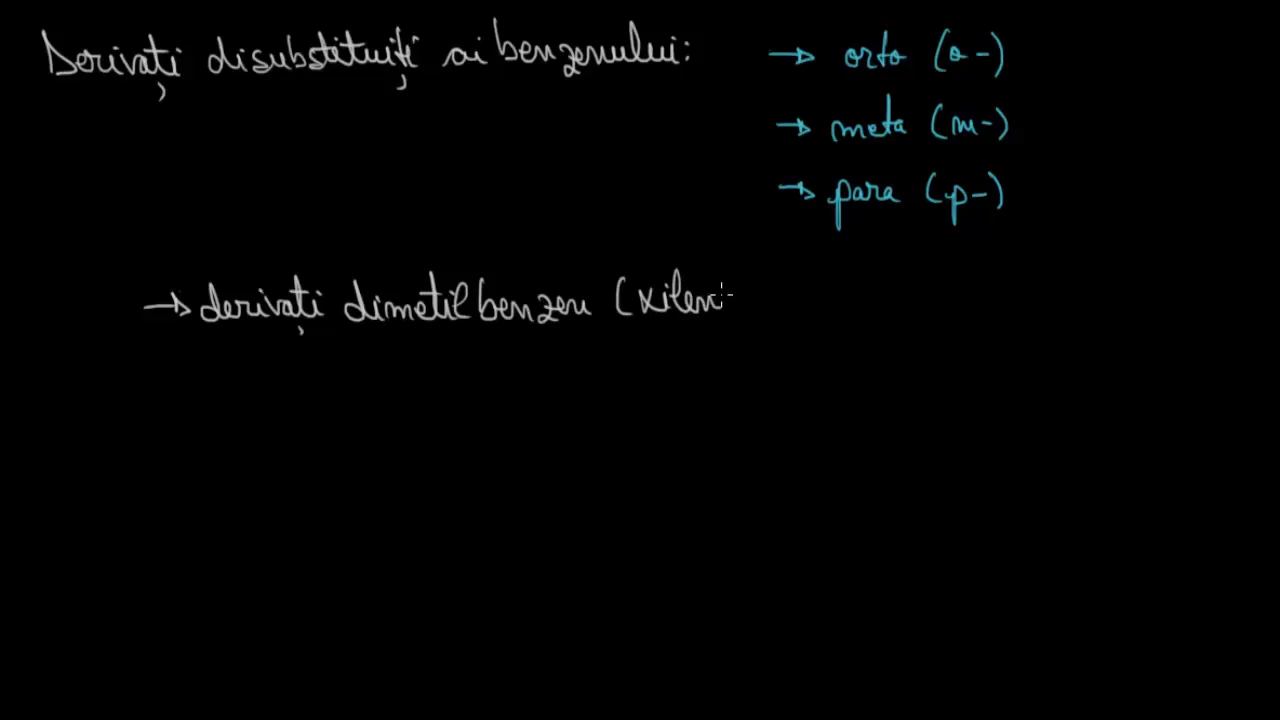 Derivați disubstituiți ai benzenului:
→ orto (o-)
→ meta (m-)
→ para (p-)
→ derivați dimetilbenzen (xilen